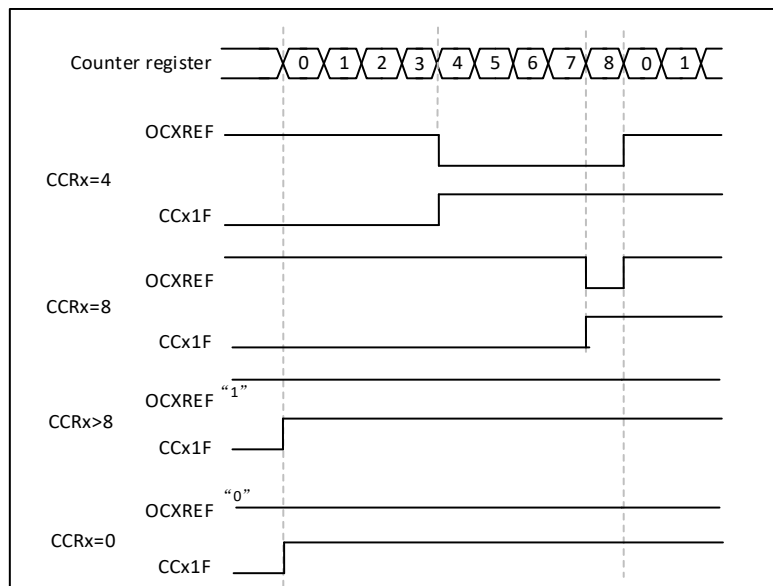 Counter register 0 1 2 3 4 5 6 7 8 0 1
OCXREF
CCRx=4
CCx1F
OCXREF
CCRx=8
CCx1F
OCXREF “1”
CCRx>8
CCx1F
OCXREF “0”
CCRx=0
CCx1F